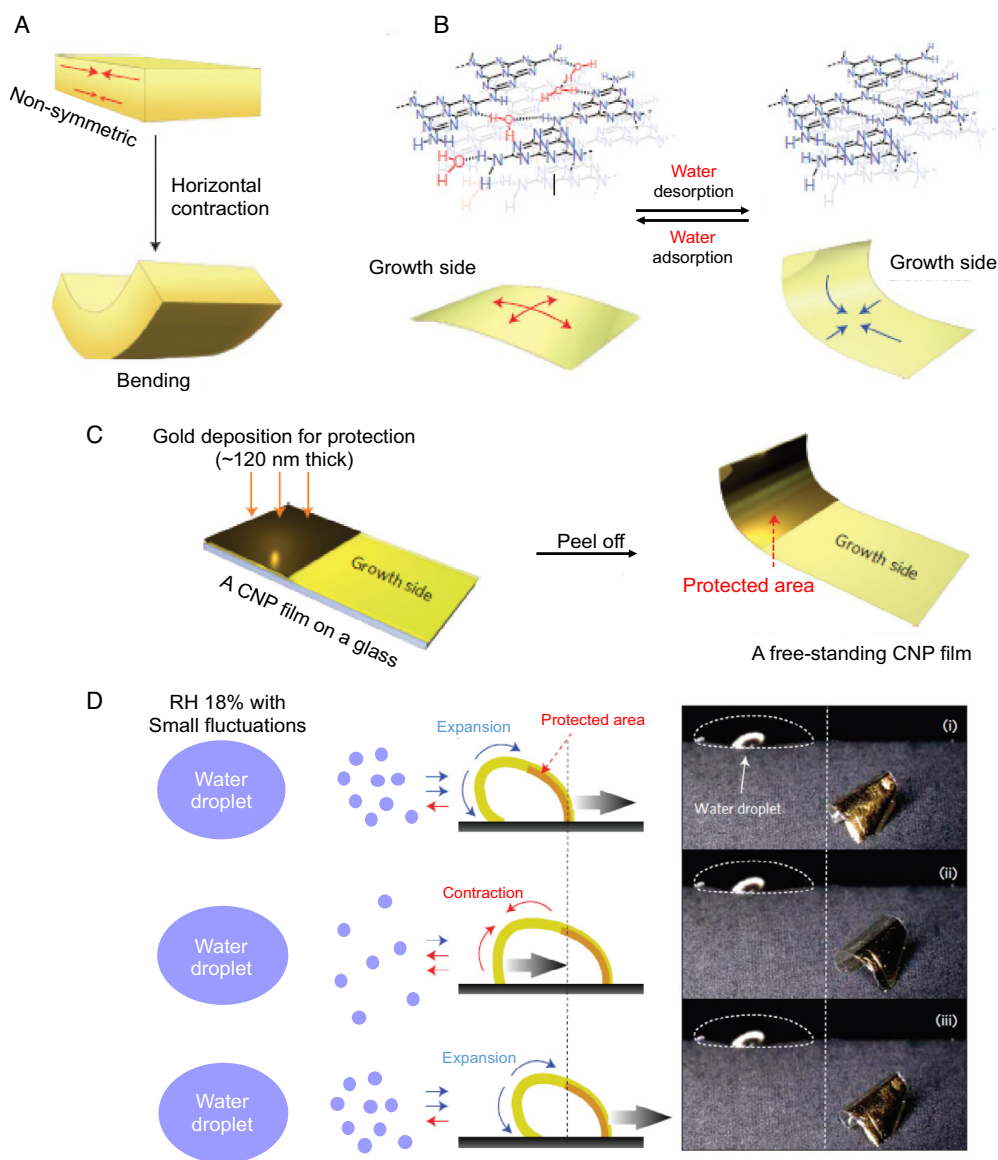 A
Non-symmetric
Horizontal
contraction
Bending
B
Water
desorption
Water
adsorption
Growth side
Growth side
C
Gold deposition for protection
(~120 nm thick)
Growth side
A CNP film on a glass
Peel off
Protected area
Growth side
A free-standing CNP film
D
RH 18% with
Small fluctuations
Water
droplet
Expansion
Protected area
Water
droplet
Contraction
Water
droplet
Expansion
(i)
Water droplet
(ii)
(iii)